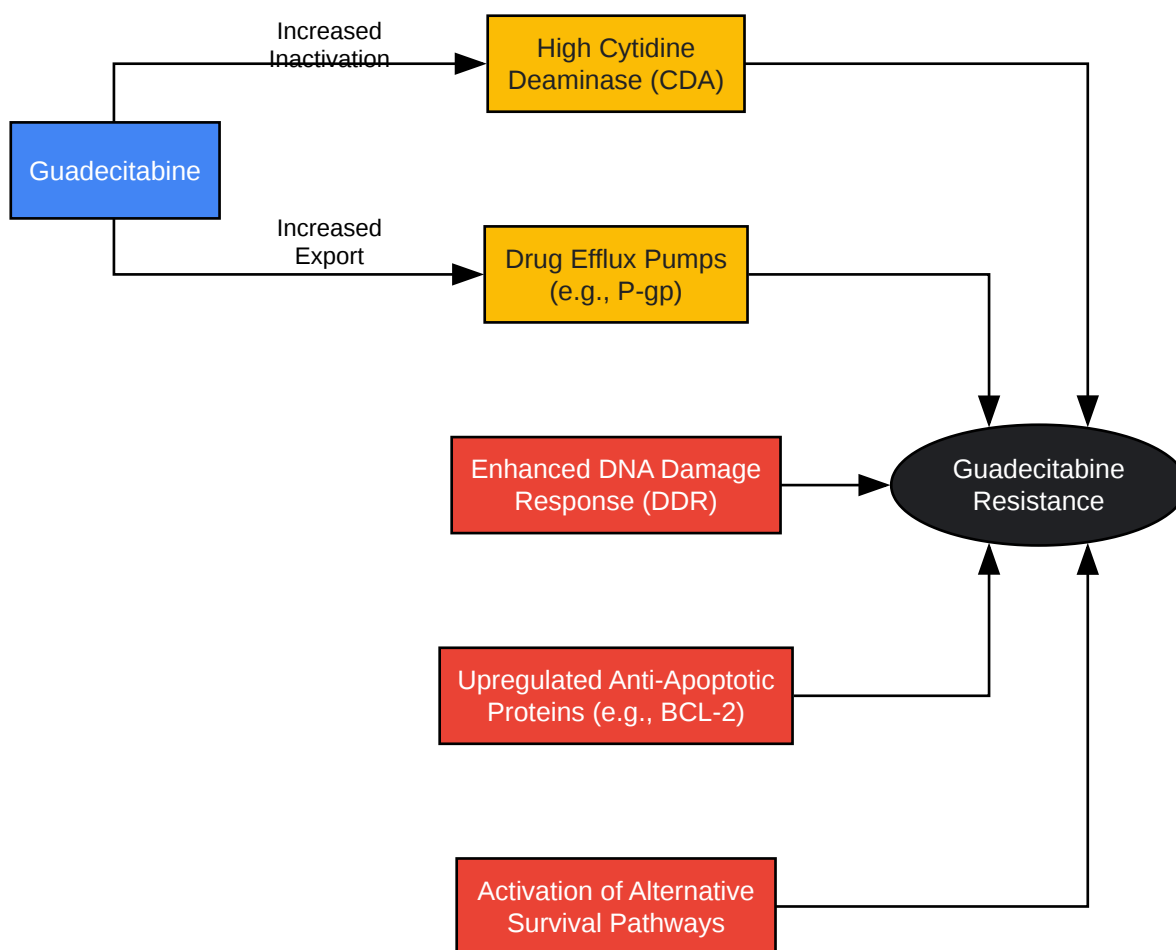 Increased
Inactivation
High Cytidine
Deaminase (CDA)
Guadecitabine
Increased
Export
Drug Efflux Pumps
(e.g., P-gp)
Enhanced DNA Damage
Response (DDR)
Guadecitabine
Resistance
Upregulated Anti-Apoptotic
Proteins (e.g., BCL-2)
Activation of Alternative
Survival Pathways